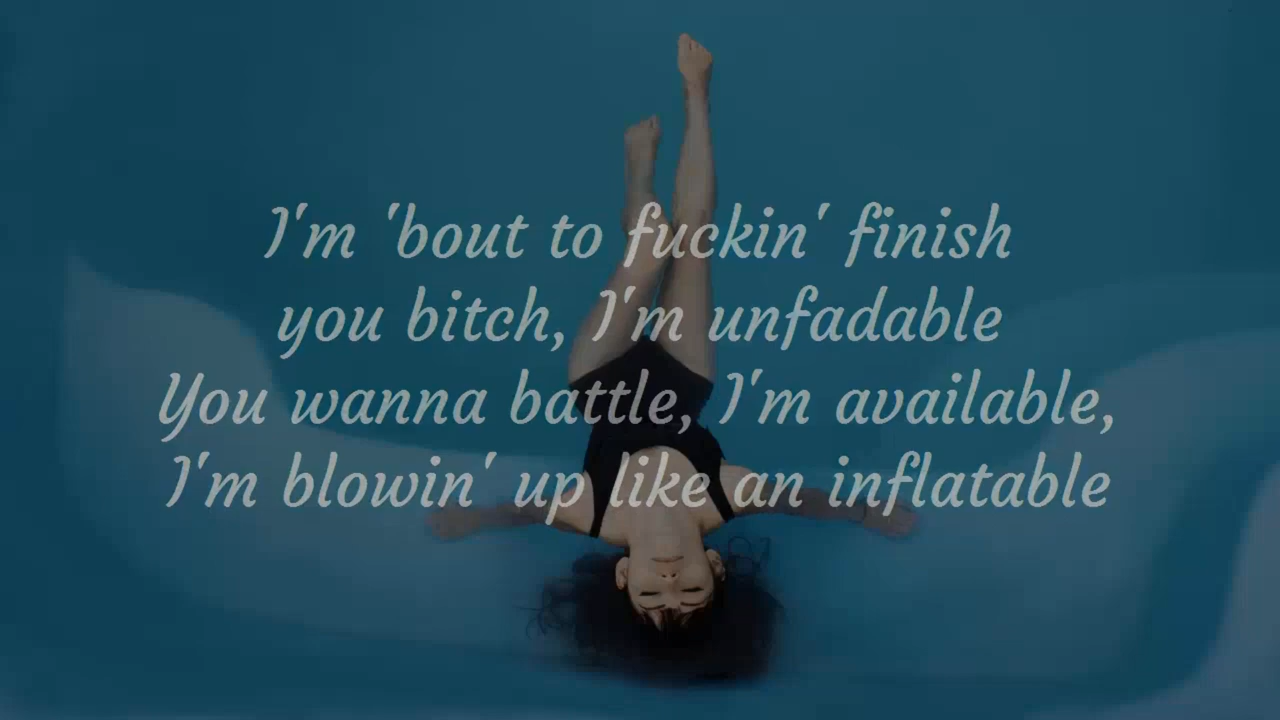 I'm 'bout to fuckin' finish
you bitch, I'm unfadable
You wanna battle, I'm available,
I'm blowin' up like an inflatable